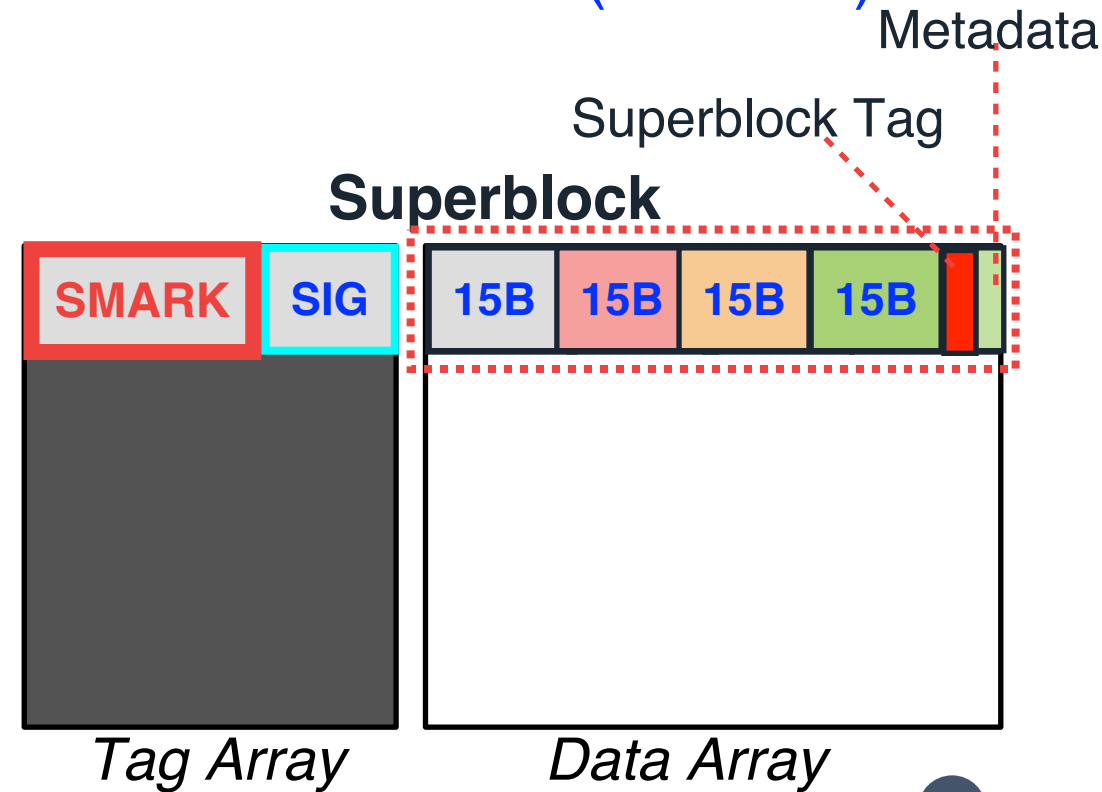 Metadata
Superblock Tag
Superblock
SMARK SIG 15B 15B 15B 15B
Tag Array Data Array